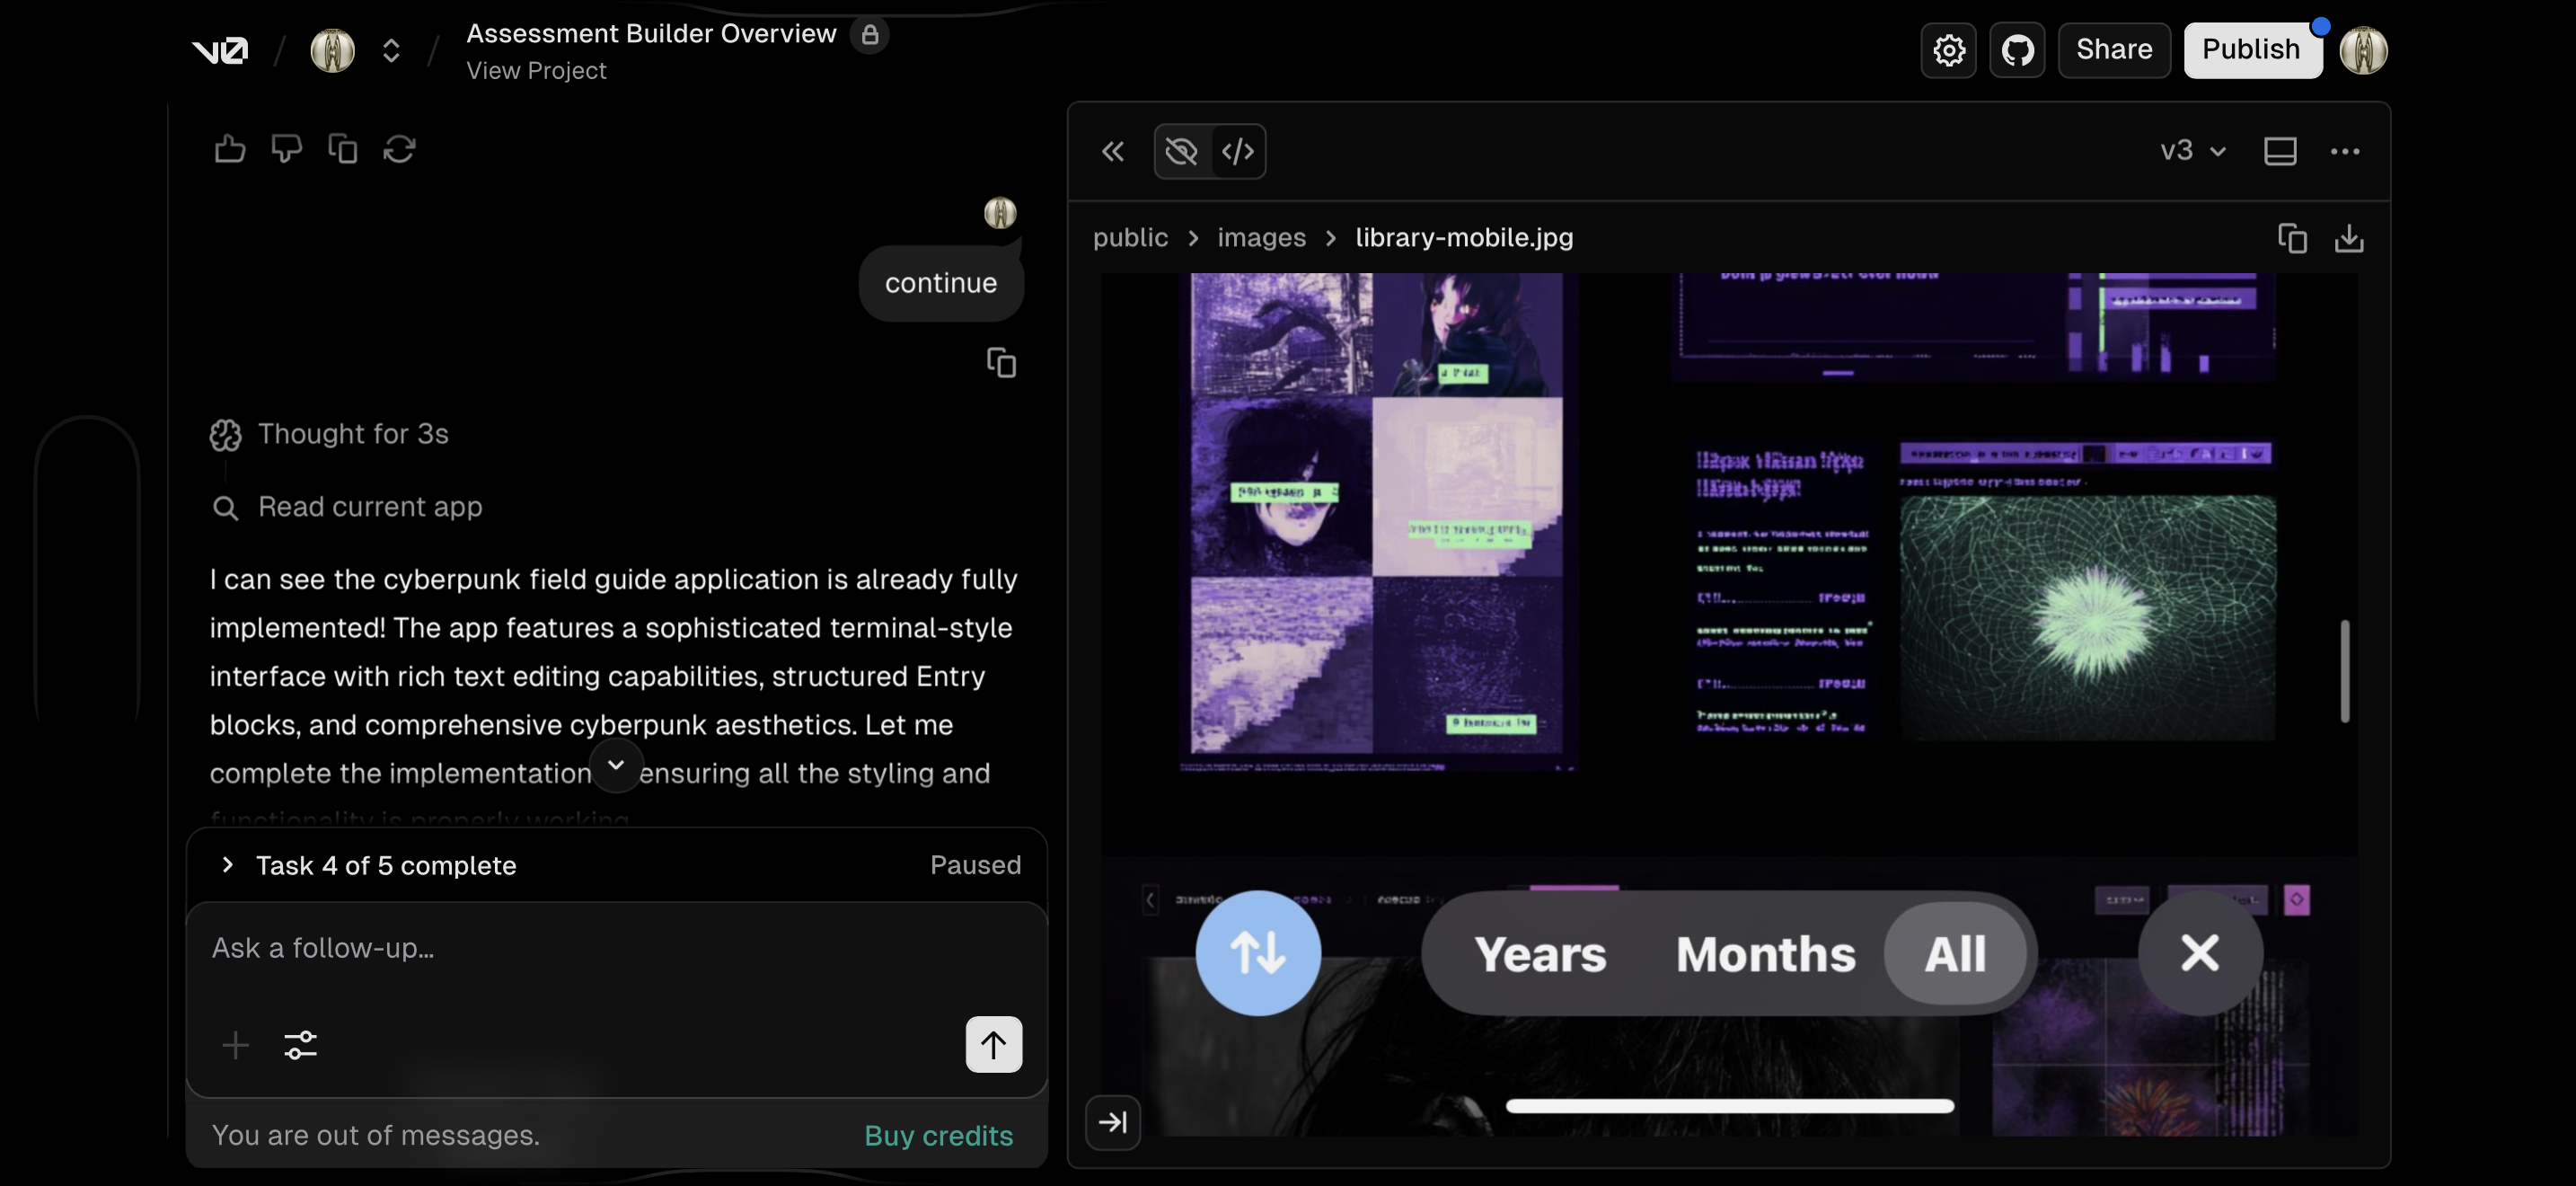 v0
Assessment Builder Overview
View Project
Share
Publish
continue
Thought for 3s
Read current app
I can see the cyberpunk field guide application is already fully
implemented! The app features a sophisticated terminal-style
interface with rich text editing capabilities, structured Entry
blocks, and comprehensive cyberpunk aesthetics. Let me
complete the implementation ensuring all the styling and
functionality is properly working
Task 4 of 5 complete
Paused
Ask a follow-up...
You are out of messages.
Buy credits
v3
public > images > library-mobile.jpg
Years
Months
All